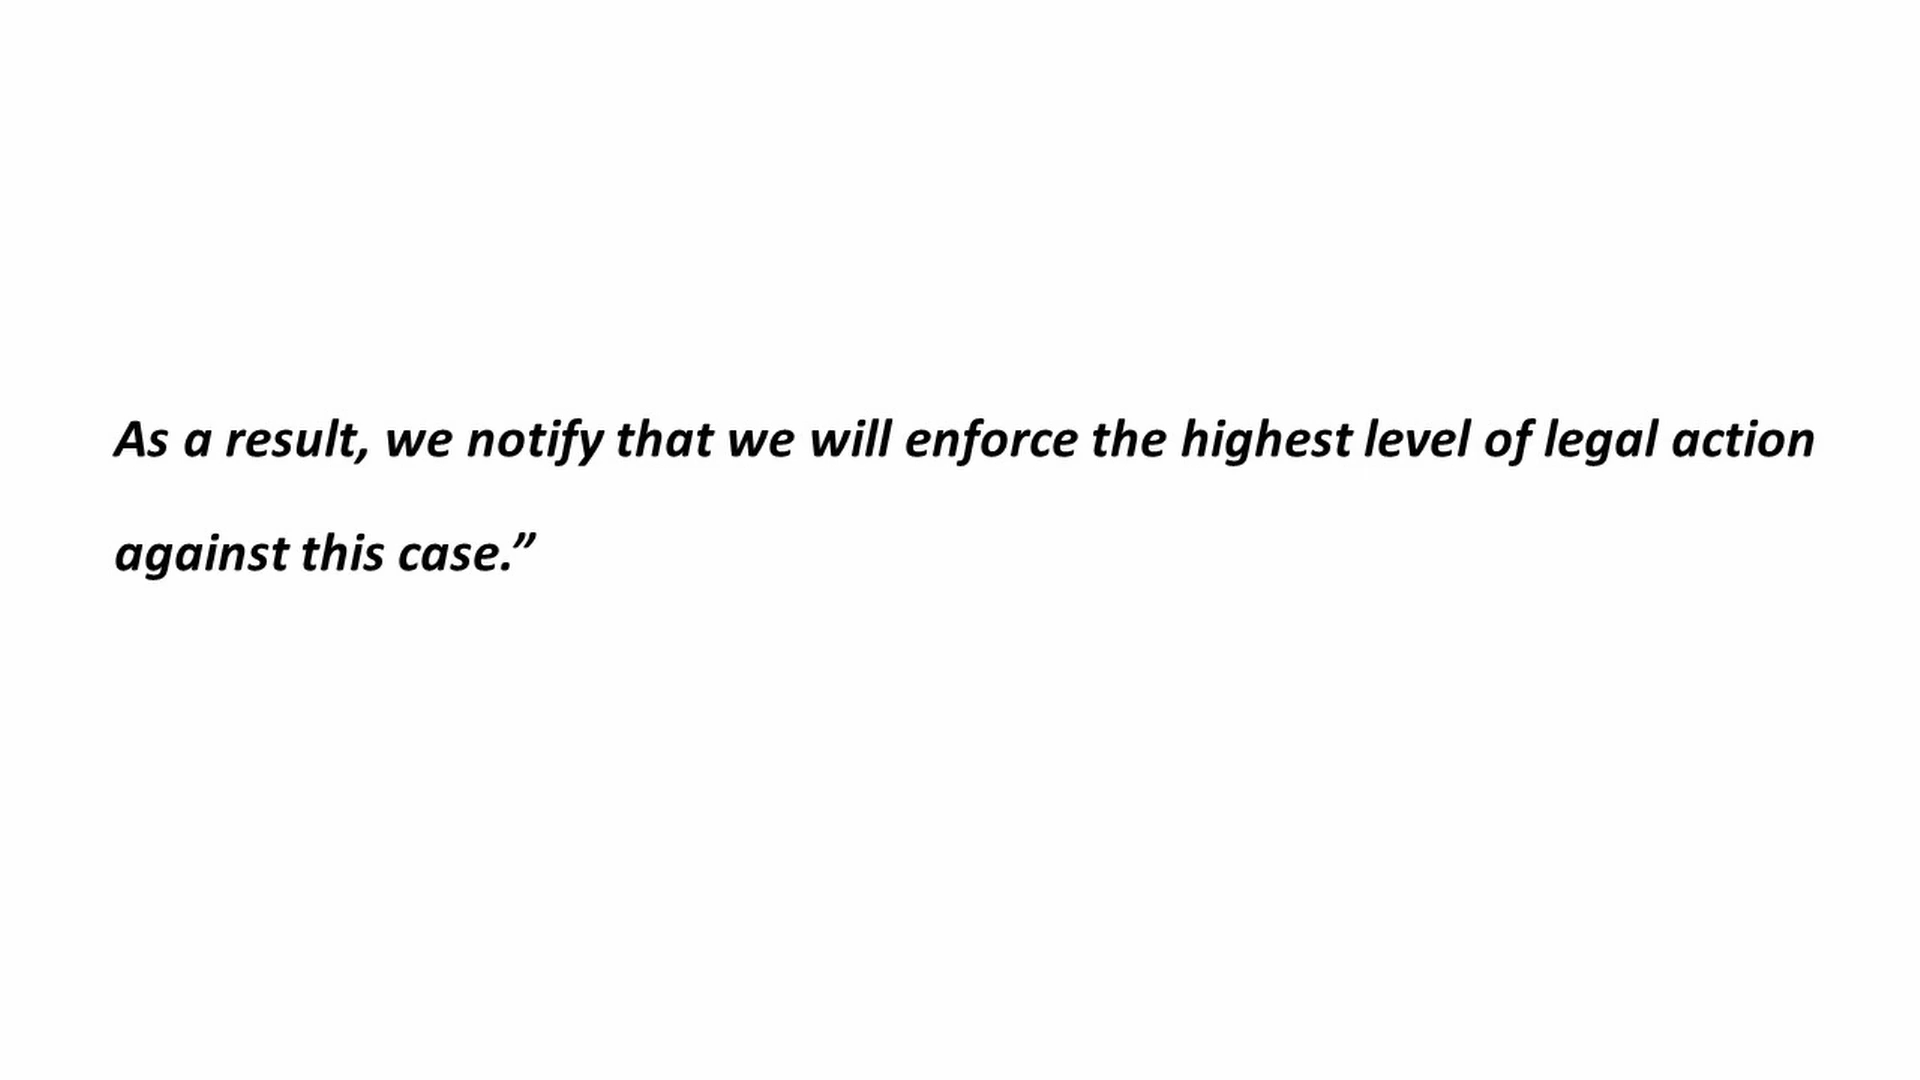 As a result, we notify that we will enforce the highest level of legal action
against this case.”